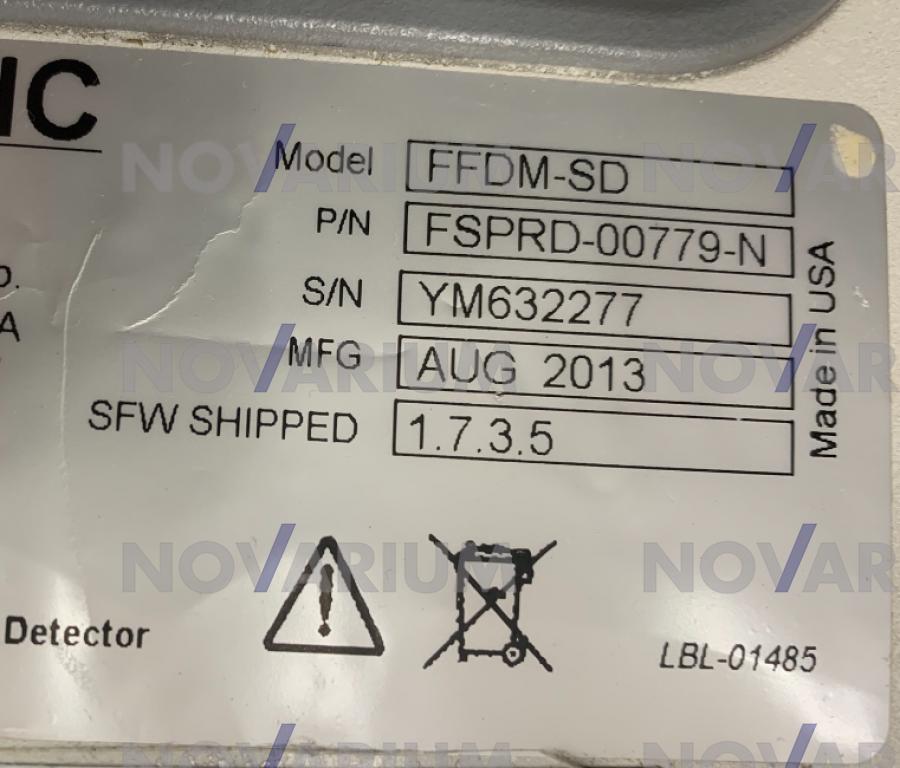 IC
Model FFDM-SD
P/N FSPRD-00779-N
S/N YM632277
MFG AUG 2013
SFW SHIPPED 1.7.3.5
Made in USA
Detector
LBL-01485
NOVARIUM